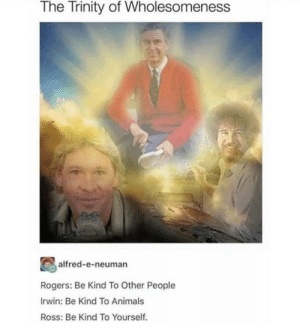 The Trinity of Wholesomeness
alfred-e-neuman
Rogers: Be Kind To Other People
Irwin: Be Kind To Animals
Ross: Be Kind To Yourself.